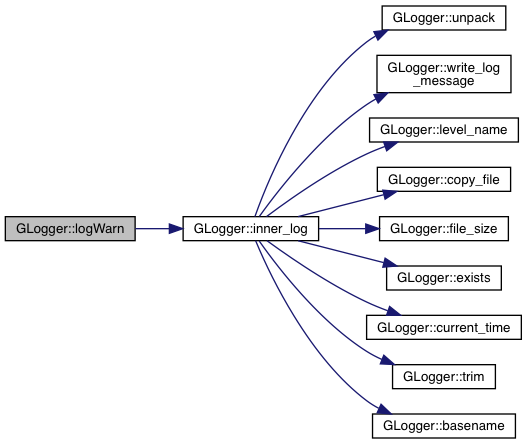 GLogger::logWarn
GLogger::inner_log
GLogger::unpack
GLogger::write_log
_message
GLogger::level_name
GLogger::copy_file
GLogger::file_size
GLogger::exists
GLogger::current_time
GLogger::trim
GLogger::basename